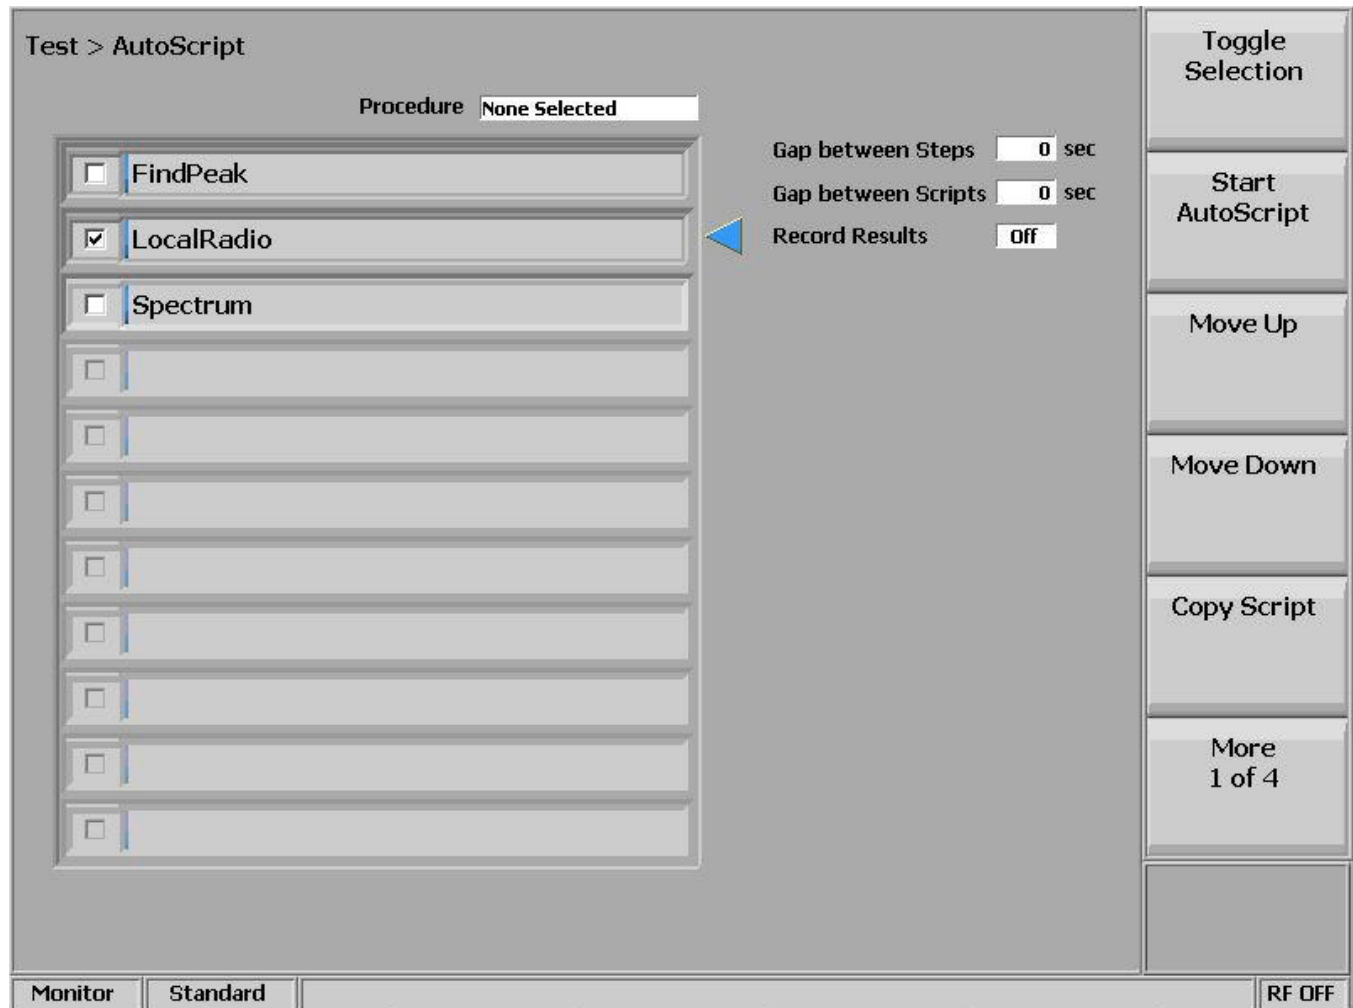 Test > AutoScript
Procedure None Selected
FindPeak
LocalRadio
Spectrum
Gap between Steps 0 sec
Gap between Scripts 0 sec
Record Results Off
Toggle
Selection
Start
AutoScript
Move Up
Move Down
Copy Script
More
1 of 4
Monitor Standard RF OFF